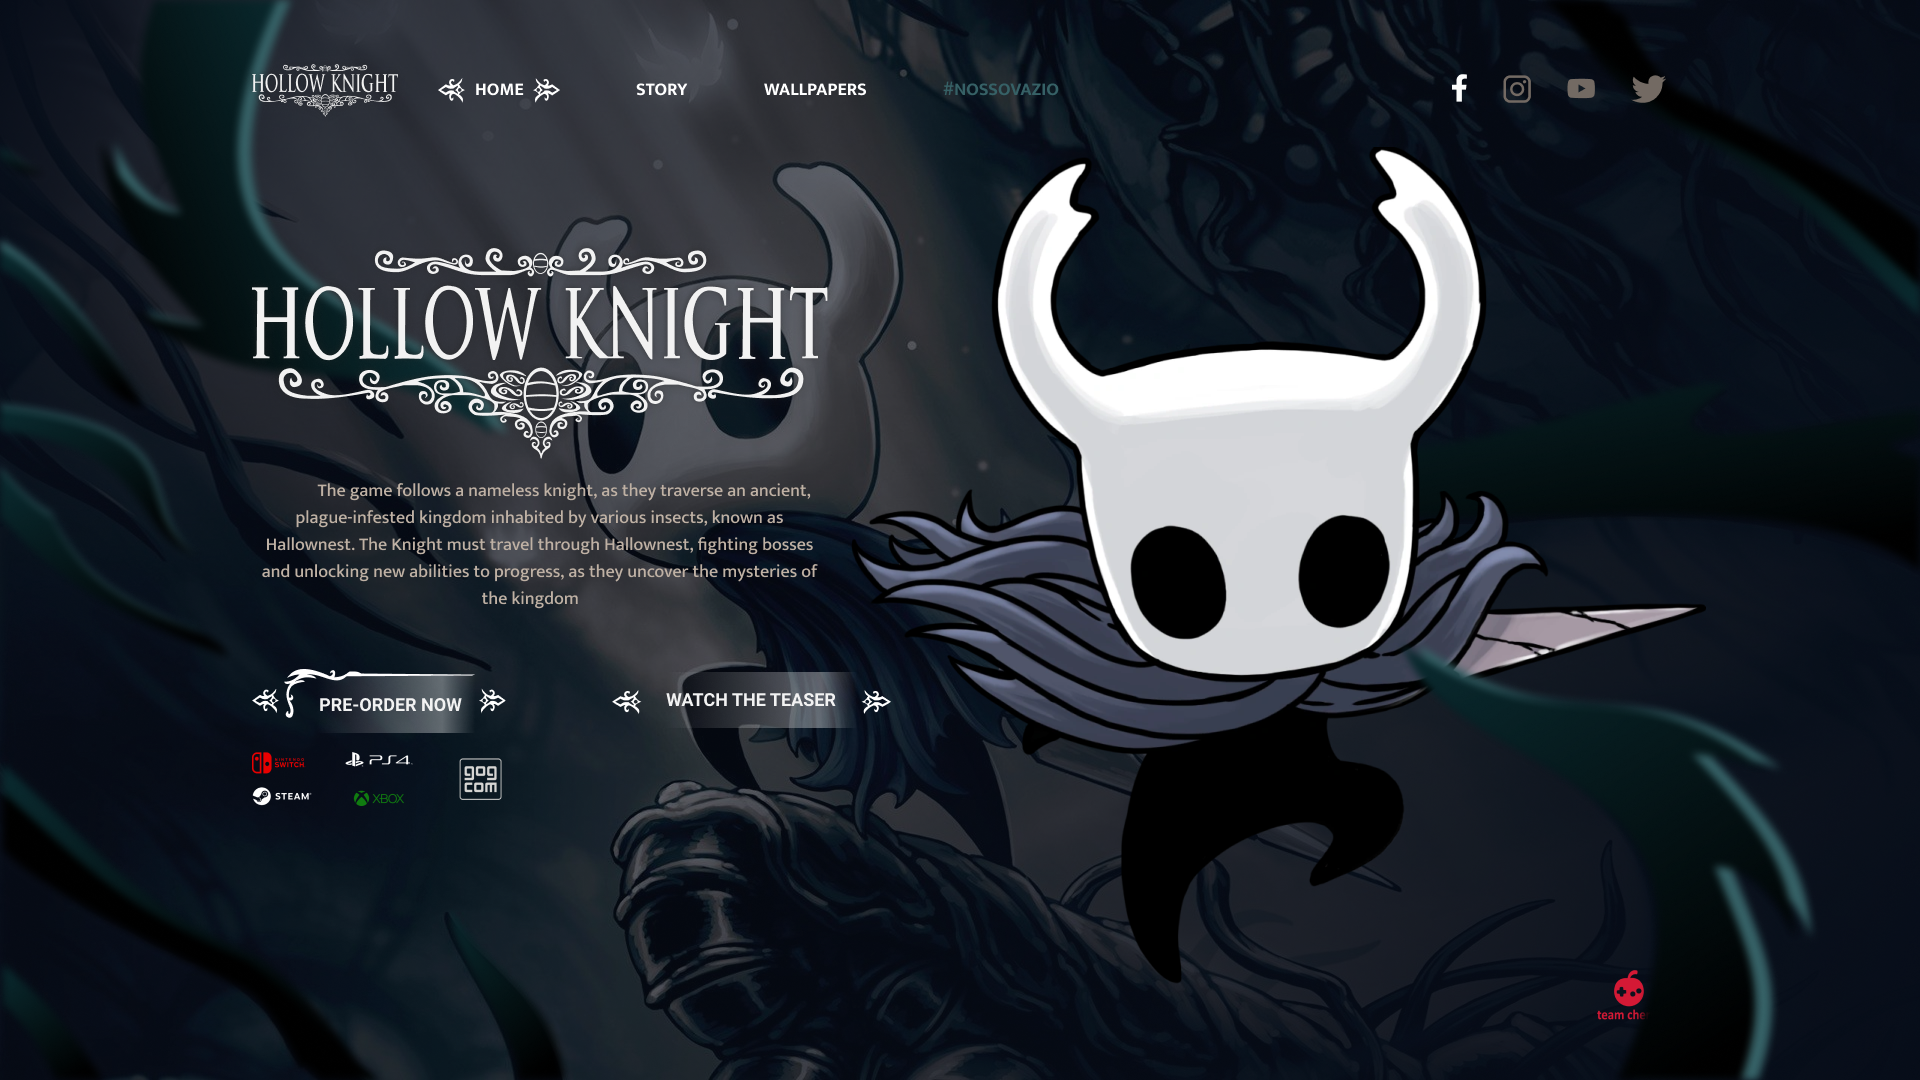 HOLLOW KNIGHT
HOME
STORY
WALLPAPERS
#NOSSOVAZIO
HOLLOW KNIGHT
The game follows a nameless knight, as they traverse an ancient,
plague-infested kingdom inhabited by various insects, known as
Hallownest. The Knight must travel through Hallownest, fighting bosses
and unlocking new abilities to progress, as they uncover the mysteries of
the kingdom
PRE-ORDER NOW
WATCH THE TEASER
NINTENDO
SWITCH
PS4
gog
com
STEAM
XBOX
team che